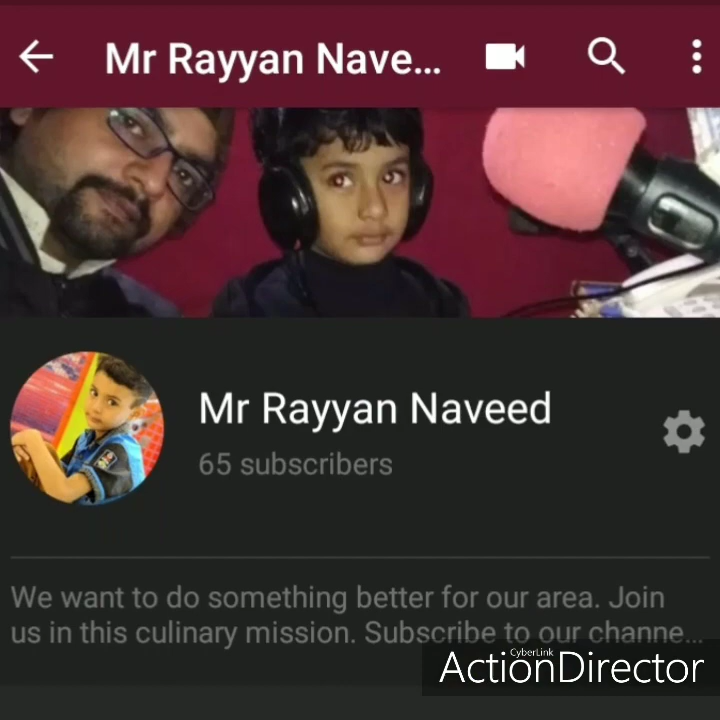 Mr Rayyan Nave...
Mr Rayyan Naveed
65 subscribers
We want to do something better for our area. Join
us in this culinary mission. Subscribe to our channe...
CyberLink
ActionDirector